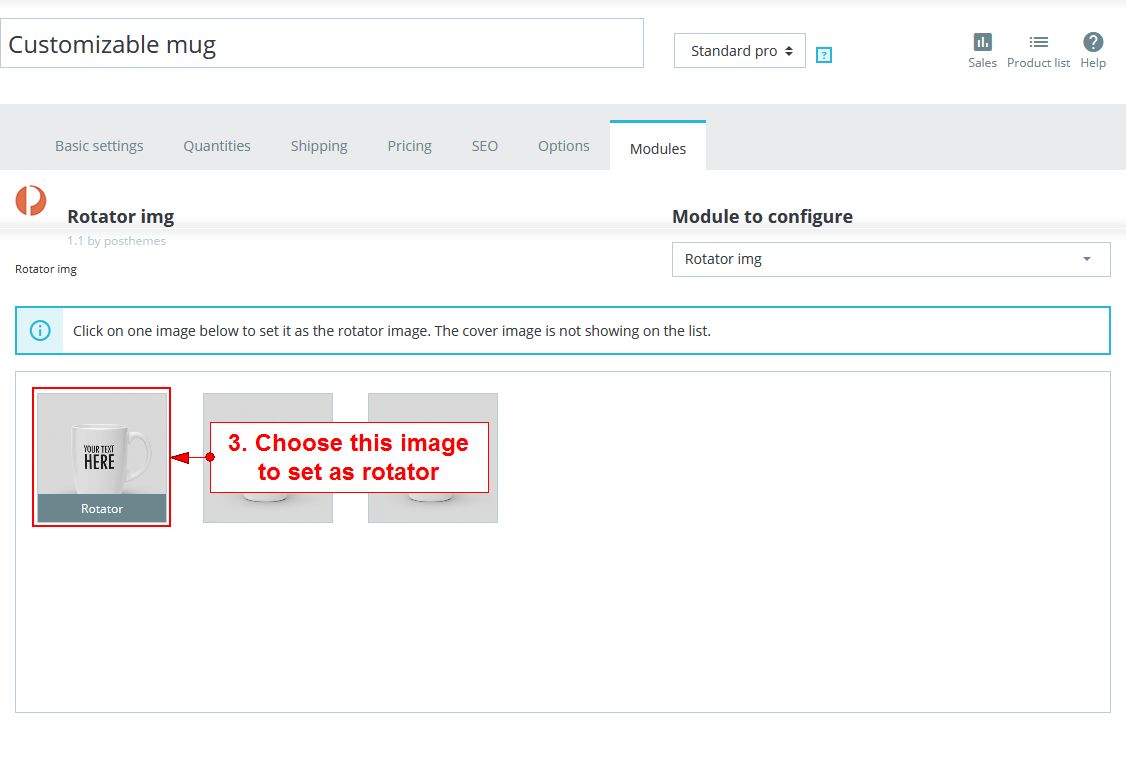 Customizable mug
Standard pro
?
Sales
Product list
? Help
Basic settings
Quantities
Shipping
Pricing
SEO
Options
Modules
Rotator img
1.1 by posthemes
Rotator img
Module to configure
Rotator img
Click on one image below to set it as the rotator image. The cover image is not showing on the list.
YOUR TEXT
HERE
Rotator
3. Choose this image
to set as rotator